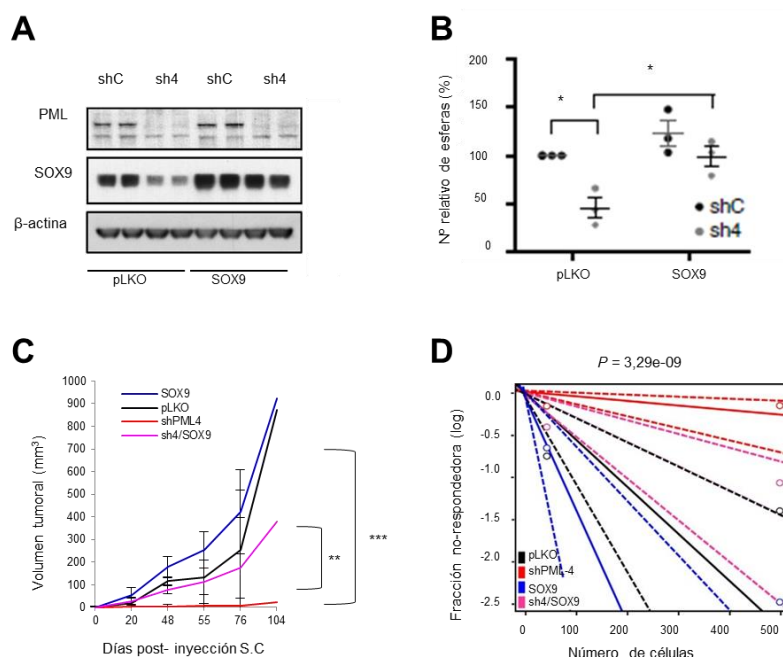 A
shC sh4 shC sh4
PML
SOX9
β-actina
pLKO SOX9
B
Nº relativo de esferas (%)
200
150
100
50
0
*
*
shC
sh4
pLKO SOX9
C
Volumen tumoral (mm³)
1000
900
800
700
600
500
400
300
200
100
0
SOX9
pLKO
shPML4
sh4/SOX9
**
***
0 20 48 55 76 104
Días post- inyección S.C
D
P = 3,29e-09
Fracción no-respondedora (log)
0.0
-0.5
-1.0
-1.5
-2.0
-2.5
pLKO
shPML-4
SOX9
sh4/SOX9
0 100 200 300 400 500
Número de células